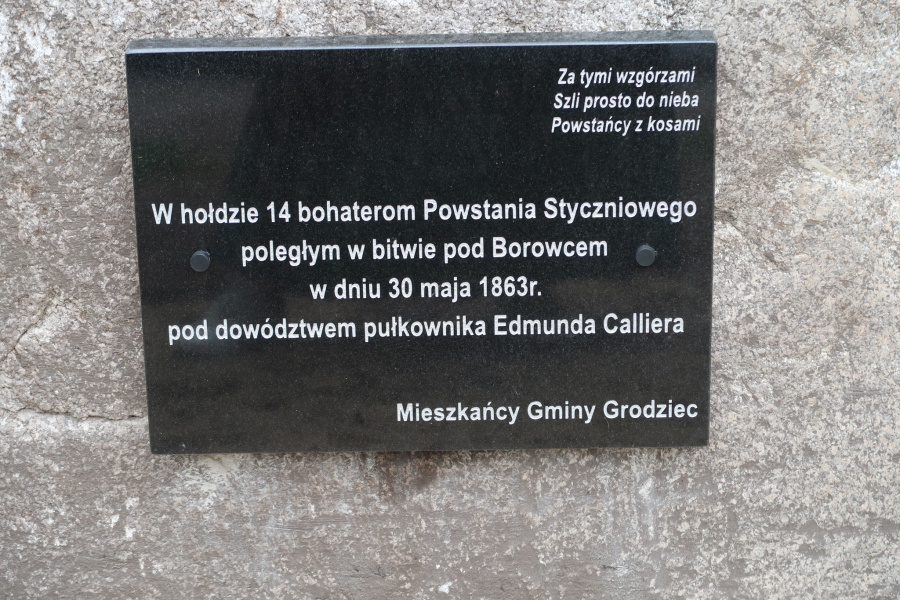 Za tymi wzgórzami
Szli prosto do nieba
Powstańcy z kosami
W hołdzie 14 bohaterom Powstania Styczniowego
poległym w bitwie pod Borowcem
w dniu 30 maja 1863r.
pod dowództwem pułkownika Edmunda Calliera
Mieszkańcy Gminy Grodziec